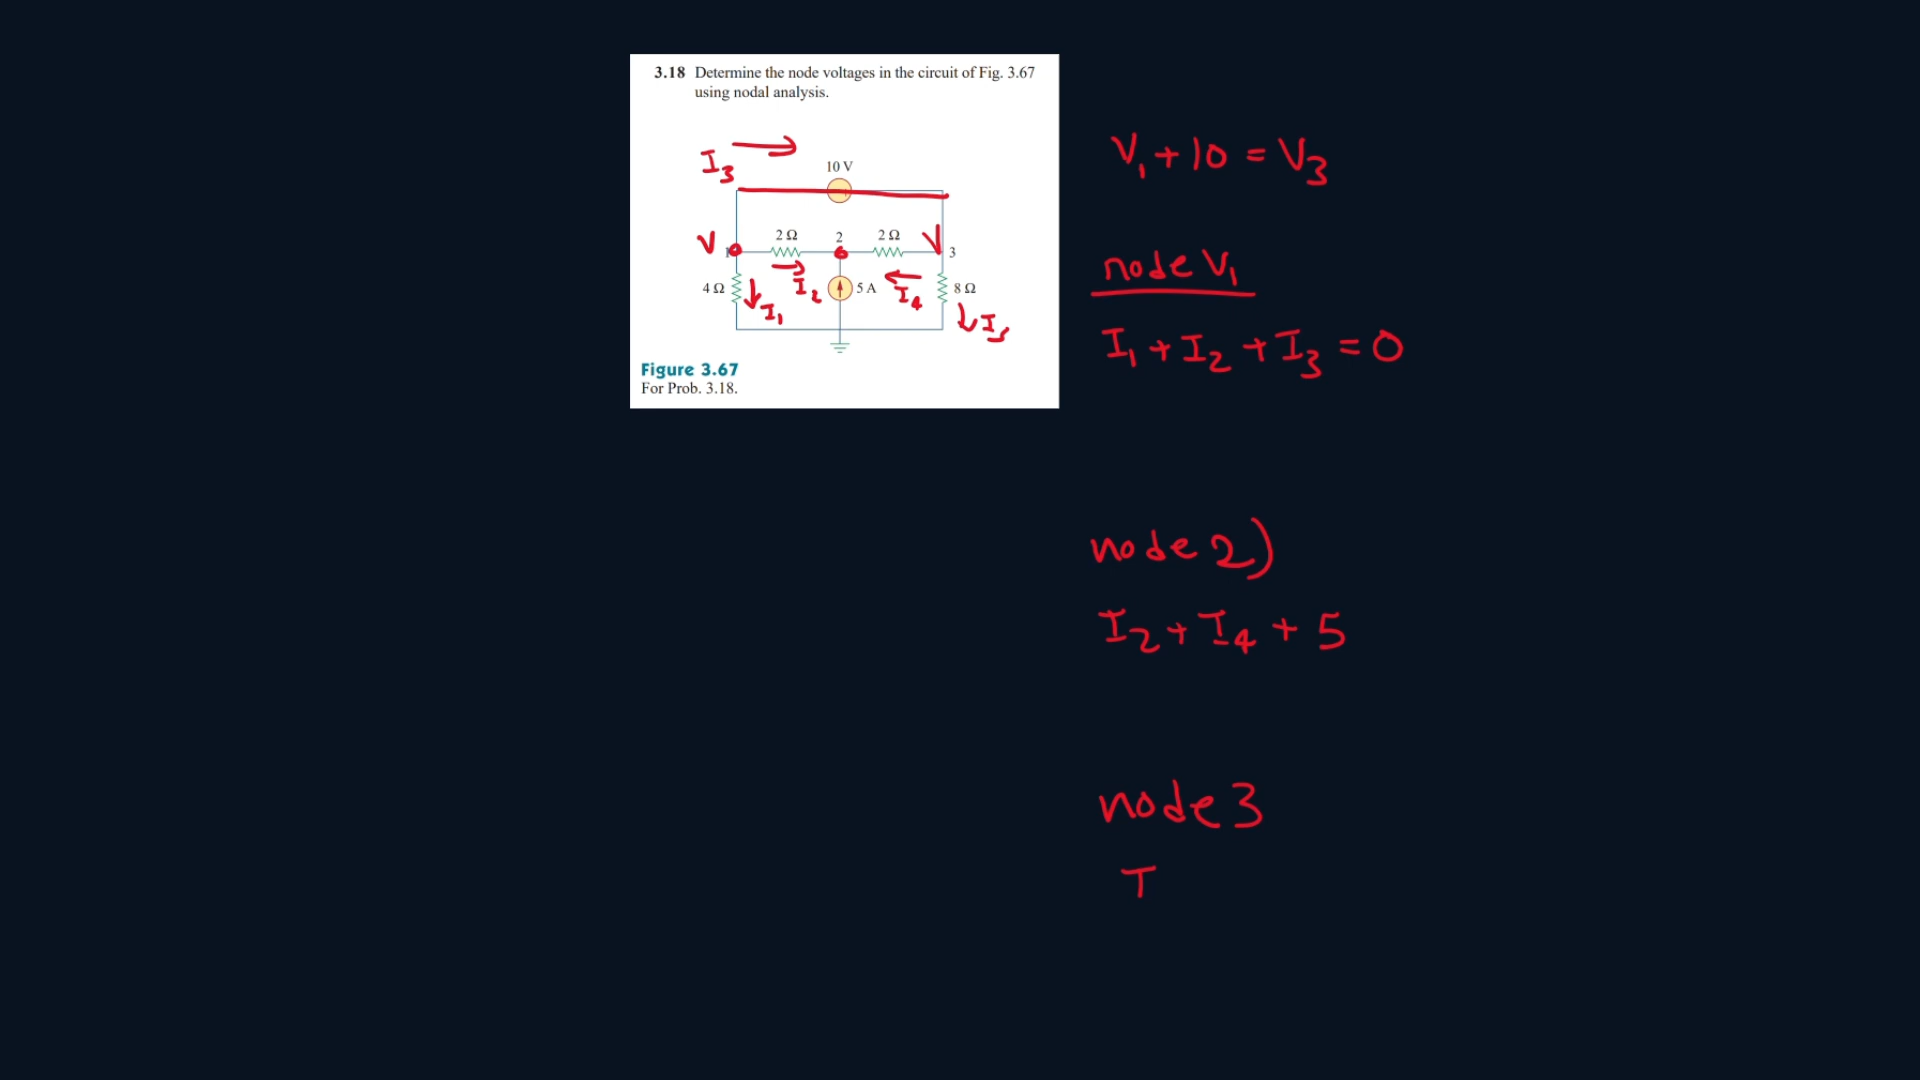 3.18 Determine the node voltages in the circuit of Fig. 3.67
using nodal analysis.
I3
10 V
V1 + 10 = V3
2 Ω
2
2 Ω
V
V
3
node V1
4 Ω
I1
I2
5 A
I4
8 Ω
I5
I1 + I2 + I3 = 0
Figure 3.67
For Prob. 3.18.
node 2)
I2 + I4 + 5
node 3